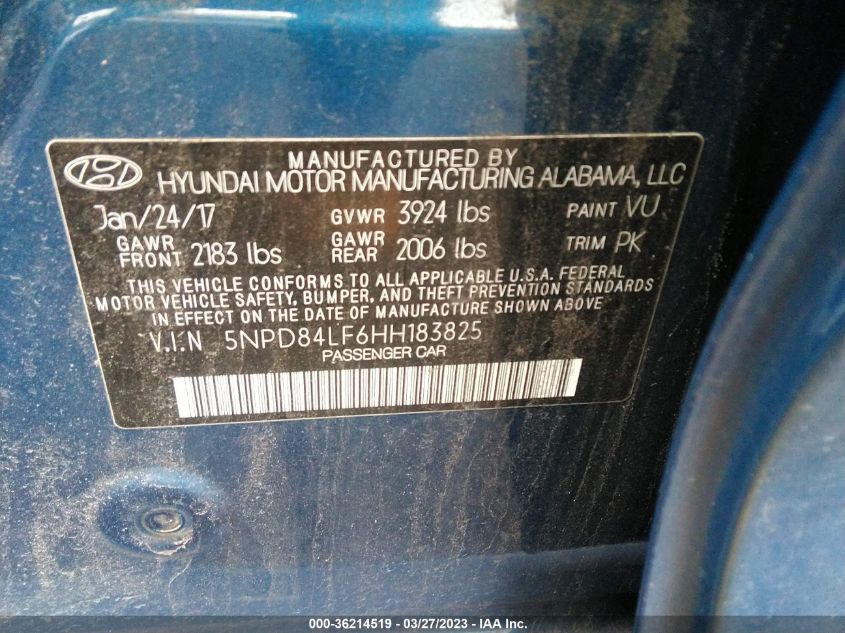 MANUFACTURED BY
HYUNDAI MOTOR MANUFACTURING ALABAMA, LLC
Jan/24/17 GVWR 3924 lbs PAINT VU
GAWR FRONT 2183 lbs GAWR REAR 2006 lbs TRIM PK
THIS VEHICLE CONFORMS TO ALL APPLICABLE U.S.A. FEDERAL
MOTOR VEHICLE SAFETY, BUMPER, AND THEFT PREVENTION STANDARDS
IN EFFECT ON THE DATE OF MANUFACTURE SHOWN ABOVE
V.I.N 5NPD84LF6HH183825
PASSENGER CAR
000-36214519 - 03/27/2023 - IAA Inc.